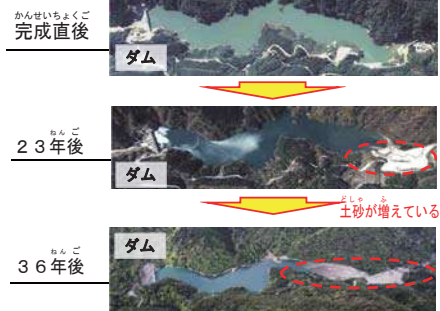 かんせいちょくご
完成直後
ダム
ねんご
23年後
ダム
どしゃ ふ
土砂が増えている
ねんご
36年後
ダム